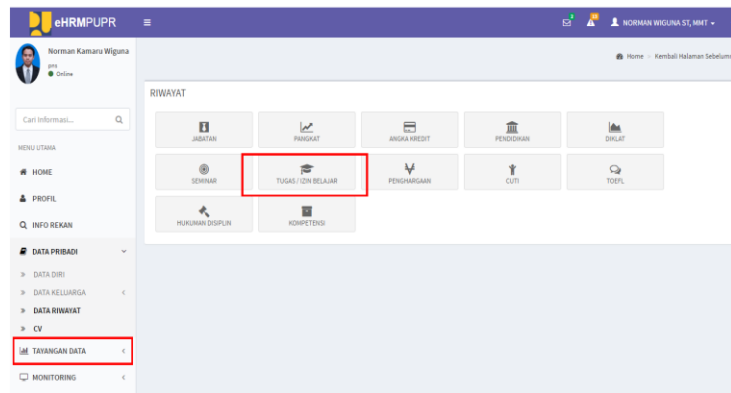 eHRMPUPR
NORMAN WIGUNA ST, MMT
Norman Kamaru Wiguna
pns
Online
Home
Kembali Halaman Sebelum
Cari Informasi...
MENU UTAMA
HOME
PROFIL
INFO REKAN
DATA PRIBADI
DATA DIRI
DATA KELUARGA
DATA RIWAYAT
CV
TAYANGAN DATA
MONITORING
RIWAYAT
JABATAN
PANGKAT
ANGKA KREDIT
PENDIDIKAN
DIKLAT
SEMINAR
TUGAS / IZIN BELAJAR
PENGHARGAAN
CUTI
TOEFL
HUKUMAN DISIPLIN
KOMPETENSI